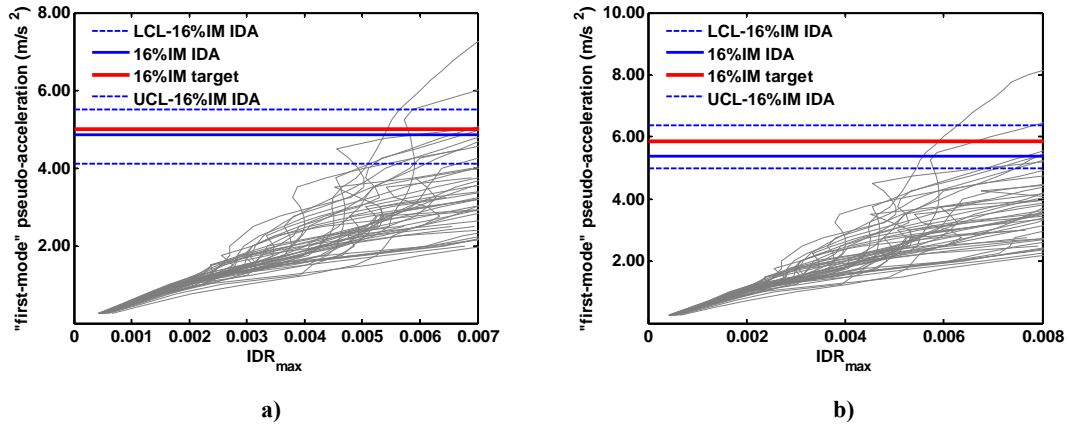 8.00
6.00
4.00
2.00
"first-mode" pseudo-acceleration (m/s 2)
LCL-16%IM IDA
16%IM IDA
16%IM target
UCL-16%IM IDA
0 0.001 0.002 0.003 0.004 0.005 0.006 0.007
IDRmax
a)
10.00
8.00
6.00
4.00
2.00
"first-mode" pseudo-acceleration (m/s 2)
LCL-16%IM IDA
16%IM IDA
16%IM target
UCL-16%IM IDA
0 0.002 0.004 0.006 0.008
IDRmax
b)